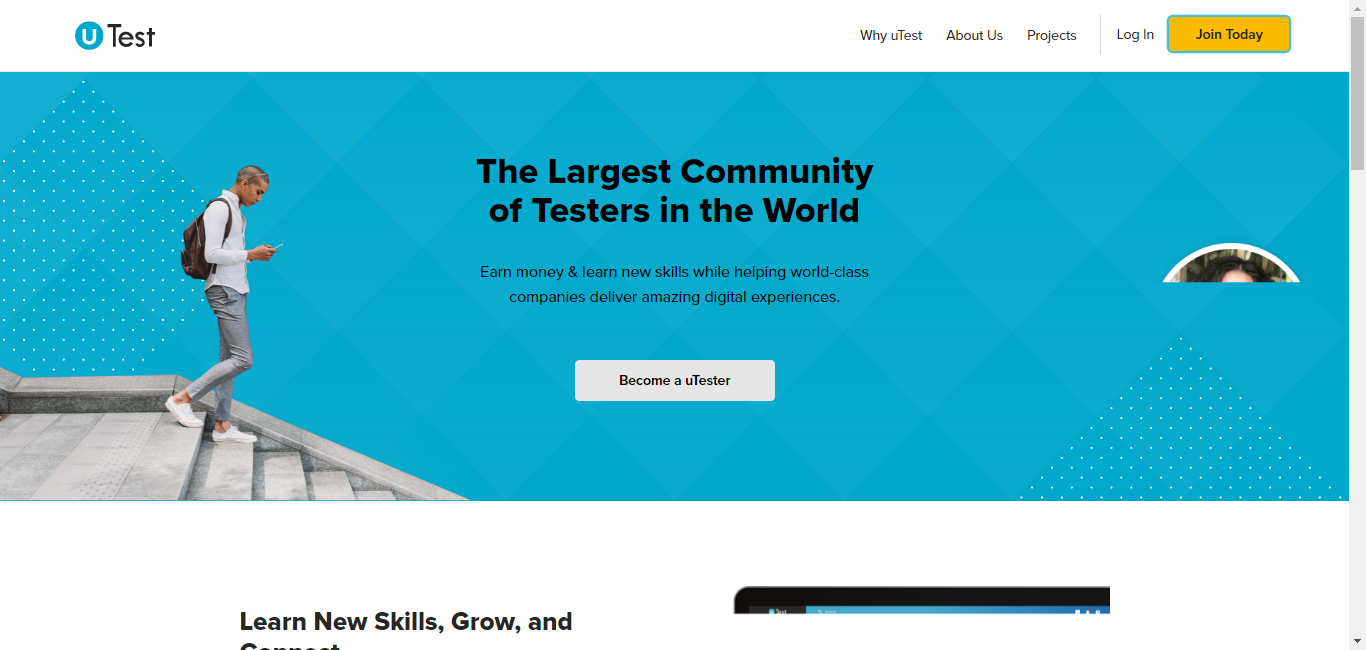 uTest
Why uTest
About Us
Projects
Log In
Join Today
The Largest Community
of Testers in the World
Earn money & learn new skills while helping world-class
companies deliver amazing digital experiences.
Become a uTester
Learn New Skills, Grow, and
Connect